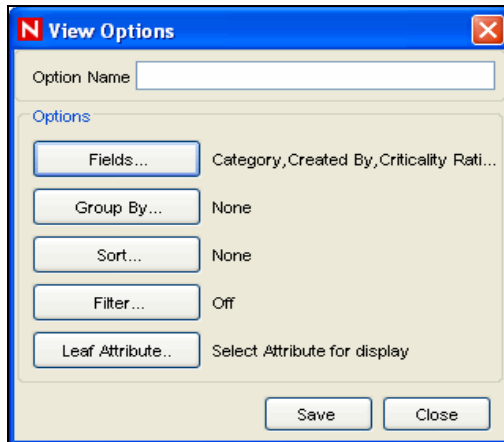 N View Options
Option Name
Options
Fields... Category,Created By,Criticality Rati...
Group By... None
Sort... None
Filter... Off
Leaf Attribute.. Select Attribute for display
Save Close